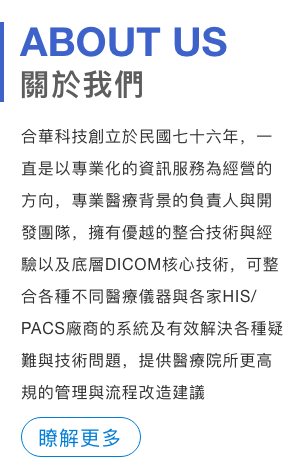 ABOUT US
關於我們
合華科技創立於民國七十六年，一
直是以專業化的資訊服務為經營的
方向，專業醫療背景的負責人與開
發團隊，擁有優越的整合技術與經
驗以及底層DICOM核心技術，可整
合各種不同醫療儀器與各家HIS/
PACS廠商的系統及有效解決各種疑
難與技術問題，提供醫療院所更高
規的管理與流程改造建議
瞭解更多